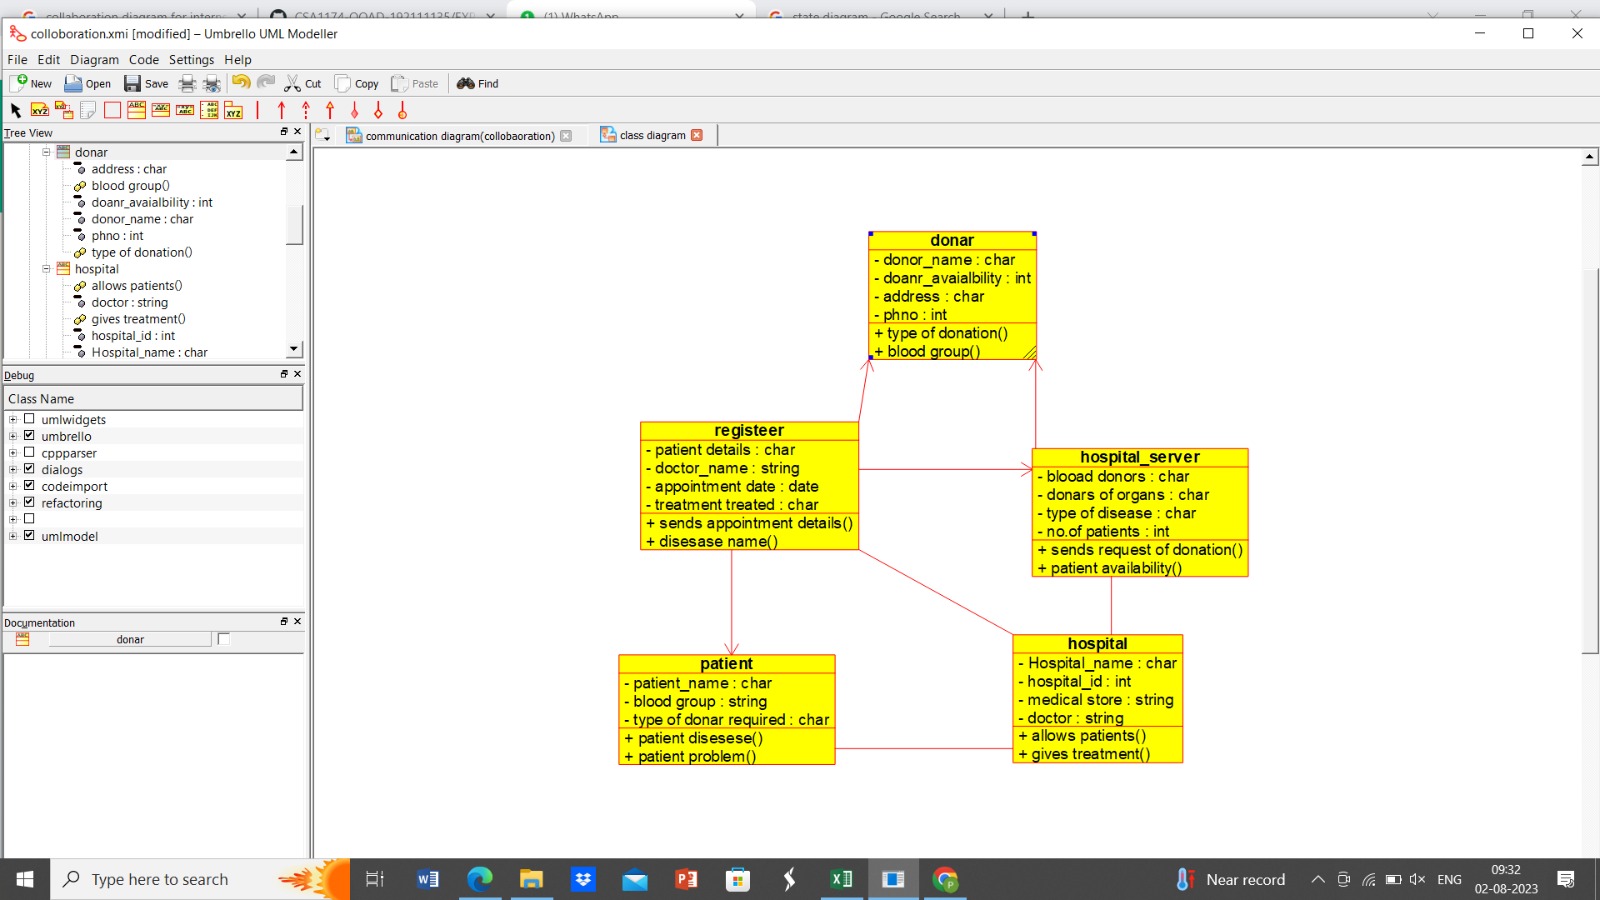 collaboration diagram for intern
CSA1174-OOAD-192111135/EXP
(1) WhatsApp
state diagram - Google Search
colloboration.xmi [modified] – Umbrello UML Modeller
File Edit Diagram Code Settings Help
New Open Save Cut Copy Paste Find
Tree View
communication diagram(collobaoration) class diagram
donar
address : char
blood group()
doanr_avaialbility : int
donor_name : char
phno : int
type of donation()
hospital
allows patients()
doctor : string
gives treatment()
hospital_id : int
Hospital_name : char
Debug
Class Name
umlwidgets
umbrello
cppparser
dialogs
codeimport
refactoring
umlmodel
Documentation
donar
donar
- donor_name : char
- doanr_avaialbility : int
- address : char
- phno : int
+ type of donation()
+ blood group()
registeer
- patient details : char
- doctor_name : string
- appointment date : date
- treatment treated : char
+ sends appointment details()
+ disesase name()
hospital_server
- blooad donors : char
- donars of organs : char
- type of disease : char
- no.of patients : int
+ sends request of donation()
+ patient availability()
patient
- patient_name : char
- blood group : string
- type of donar required : char
+ patient disesese()
+ patient problem()
hospital
- Hospital_name : char
- hospital_id : int
- medical store : string
- doctor : string
+ allows patients()
+ gives treatment()
Type here to search
Near record
ENG
09:32
02-08-2023